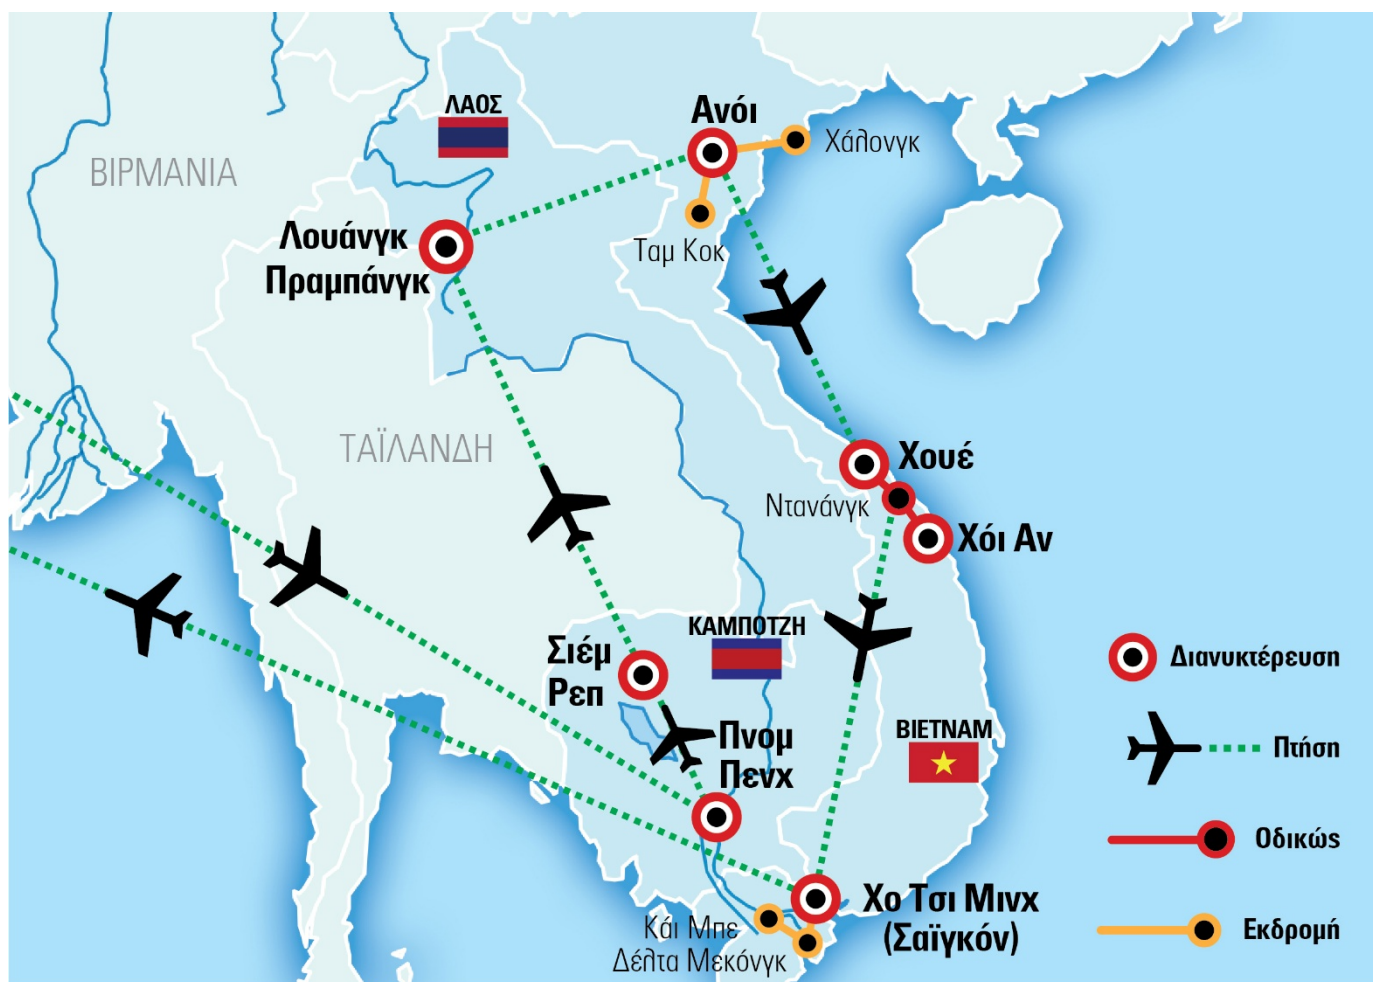 ΛΑΟΣ
Ανόι
Χάλονγκ
ΒΙΡΜΑΝΙΑ
Λουάνγκ
Πραμπάνγκ
Ταμ Κοκ
ΤΑΪΛΑΝΔΗ
Χουέ
Ντανάνγκ
Χόι Αν
ΚΑΜΠΟΤΖΗ
Σιέμ
Ρεπ
Διανυκτέρευση
Πνομ
Πενχ
ΒΙΕΤΝΑΜ
Πτήση
Οδικώς
Χο Τσι Μινχ
(Σαϊγκόν)
Κάι Μπε
Δέλτα Μεκόνγκ
Εκδρομή